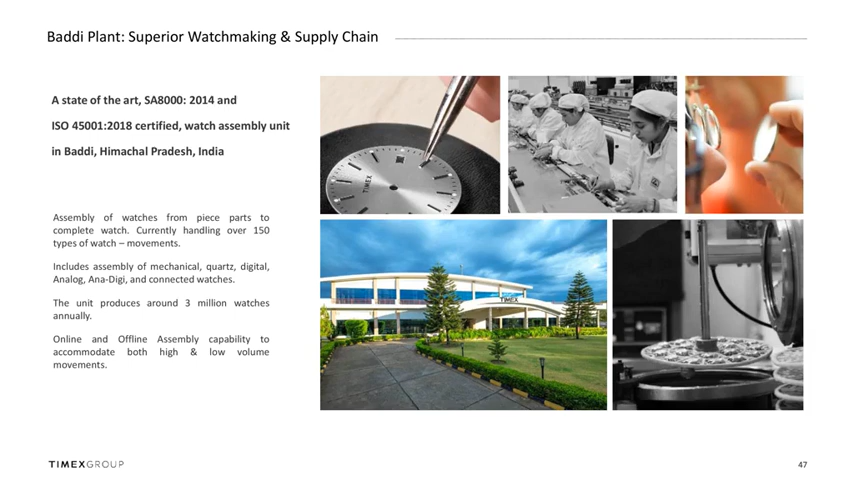 Baddi Plant: Superior Watchmaking & Supply Chain
A state of the art, SA8000: 2014 and
ISO 45001:2018 certified, watch assembly unit
in Baddi, Himachal Pradesh, India
Assembly of watches from piece parts to
complete watch. Currently handling over 150
types of watch – movements.
Includes assembly of mechanical, quartz, digital,
Analog, Ana-Digi, and connected watches.
The unit produces around 3 million watches
annually.
Online and Offline Assembly capability to
accommodate both high & low volume
movements.
TIMEX
TIMEX
TIMEXGROUP
47